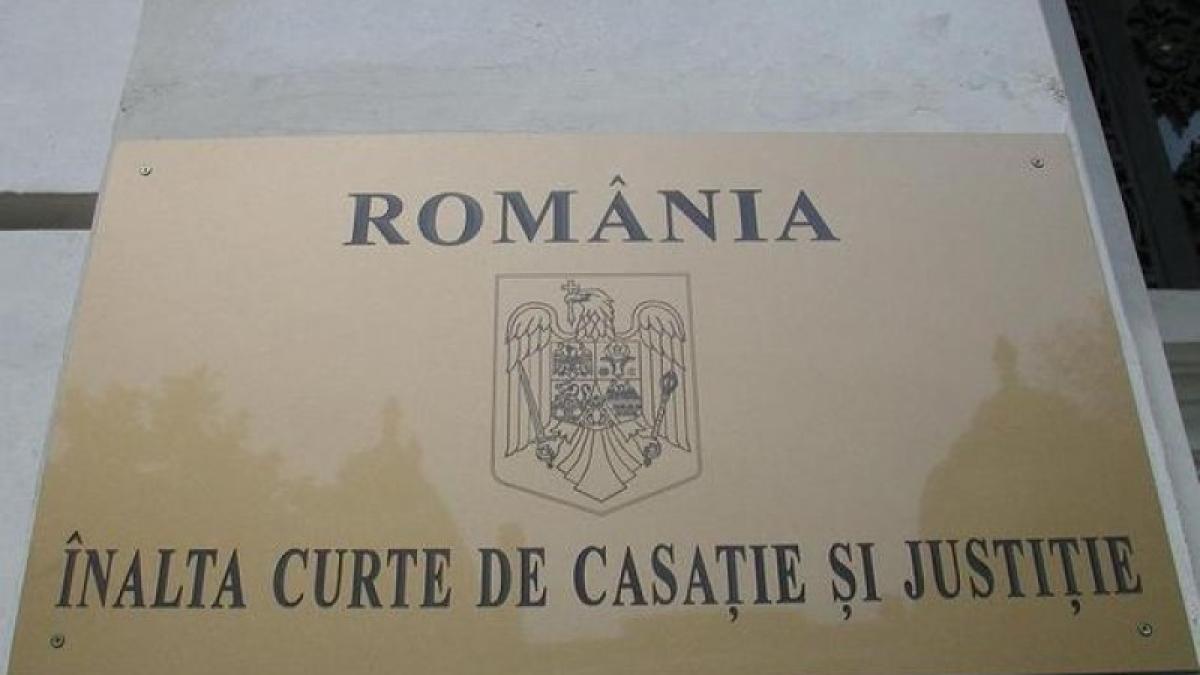 ROMÂNIA
ÎNALTA CURTE DE CASAȚIE ȘI JUSTIȚIE